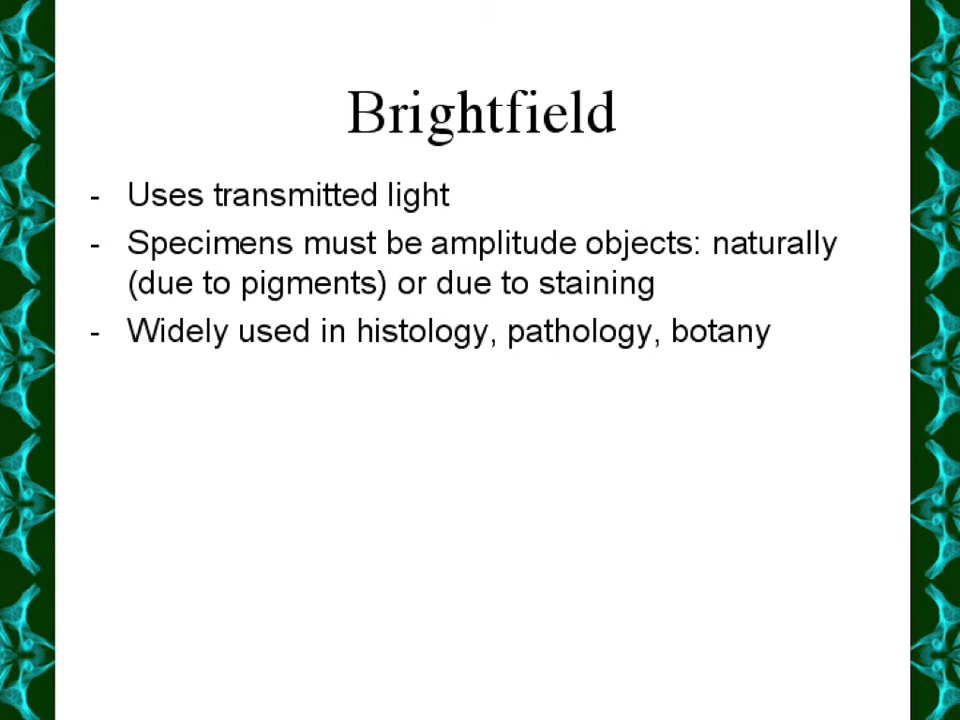 Brightfield
- Uses transmitted light
- Specimens must be amplitude objects: naturally
(due to pigments) or due to staining
- Widely used in histology, pathology, botany